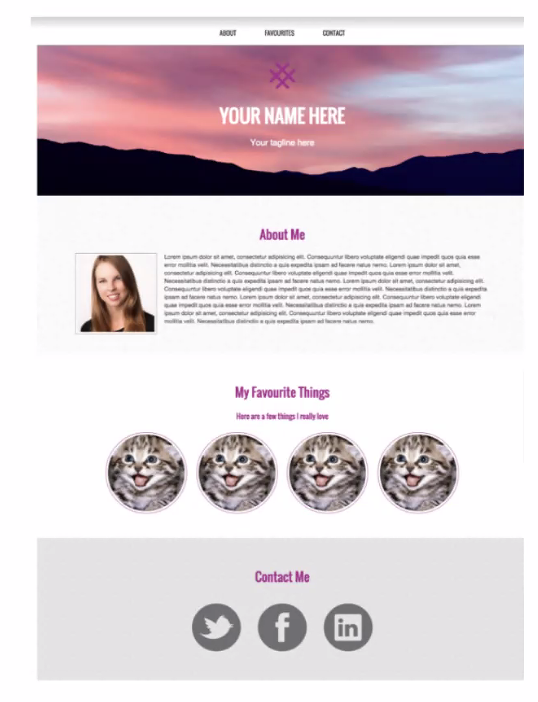 ABOUT FAVOURITES CONTACT
YOUR NAME HERE
Your tagline here
About Me
Lorem ipsum dolor sit amet, consectetur adipisicing elit. Consequuntur libero voluptate eligendi quae impedit quos quia esse
error mollitia velit. Necessitatibus distinctio a quis expedita ipsam ad facere natus nemo. Lorem ipsum dolor sit amet,
consectetur adipisicing elit. Consequuntur libero voluptate eligendi quae impedit quos quia esse error mollitia velit.
Necessitatibus distinctio a quis expedita ipsam ad facere natus nemo. Lorem ipsum dolor sit amet, consectetur adipisicing elit.
Consequuntur libero voluptate eligendi quae impedit quos quia esse error mollitia velit. Necessitatibus distinctio a quis expedita
ipsam ad facere natus nemo. Lorem ipsum dolor sit amet, consectetur adipisicing elit. Consequuntur libero voluptate eligendi
quae impedit quos quia esse error mollitia velit. Necessitatibus distinctio a quis expedita ipsam ad facere natus nemo. Lorem
ipsum dolor sit amet, consectetur adipisicing elit. Consequuntur libero voluptate eligendi quae impedit quos quia esse error
mollitia velit. Necessitatibus distinctio a quis expedita ipsam ad facere natus nemo.
My Favourite Things
Here are a few things I really love
Contact Me
f in